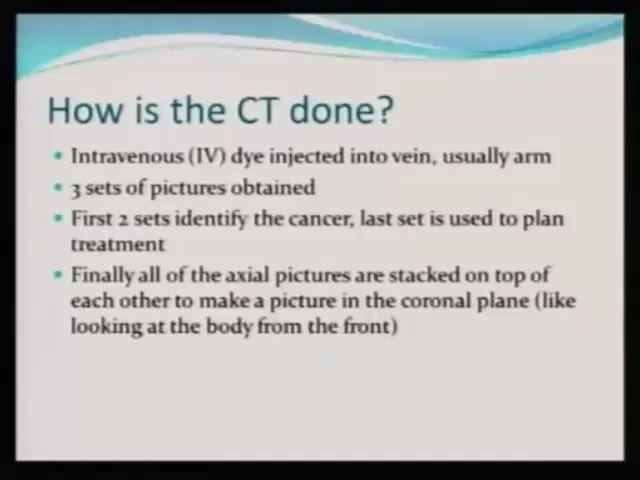 How is the CT done?
• Intravenous (IV) dye injected into vein, usually arm
• 3 sets of pictures obtained
• First 2 sets identify the cancer, last set is used to plan
treatment
• Finally all of the axial pictures are stacked on top of
each other to make a picture in the coronal plane (like
looking at the body from the front)